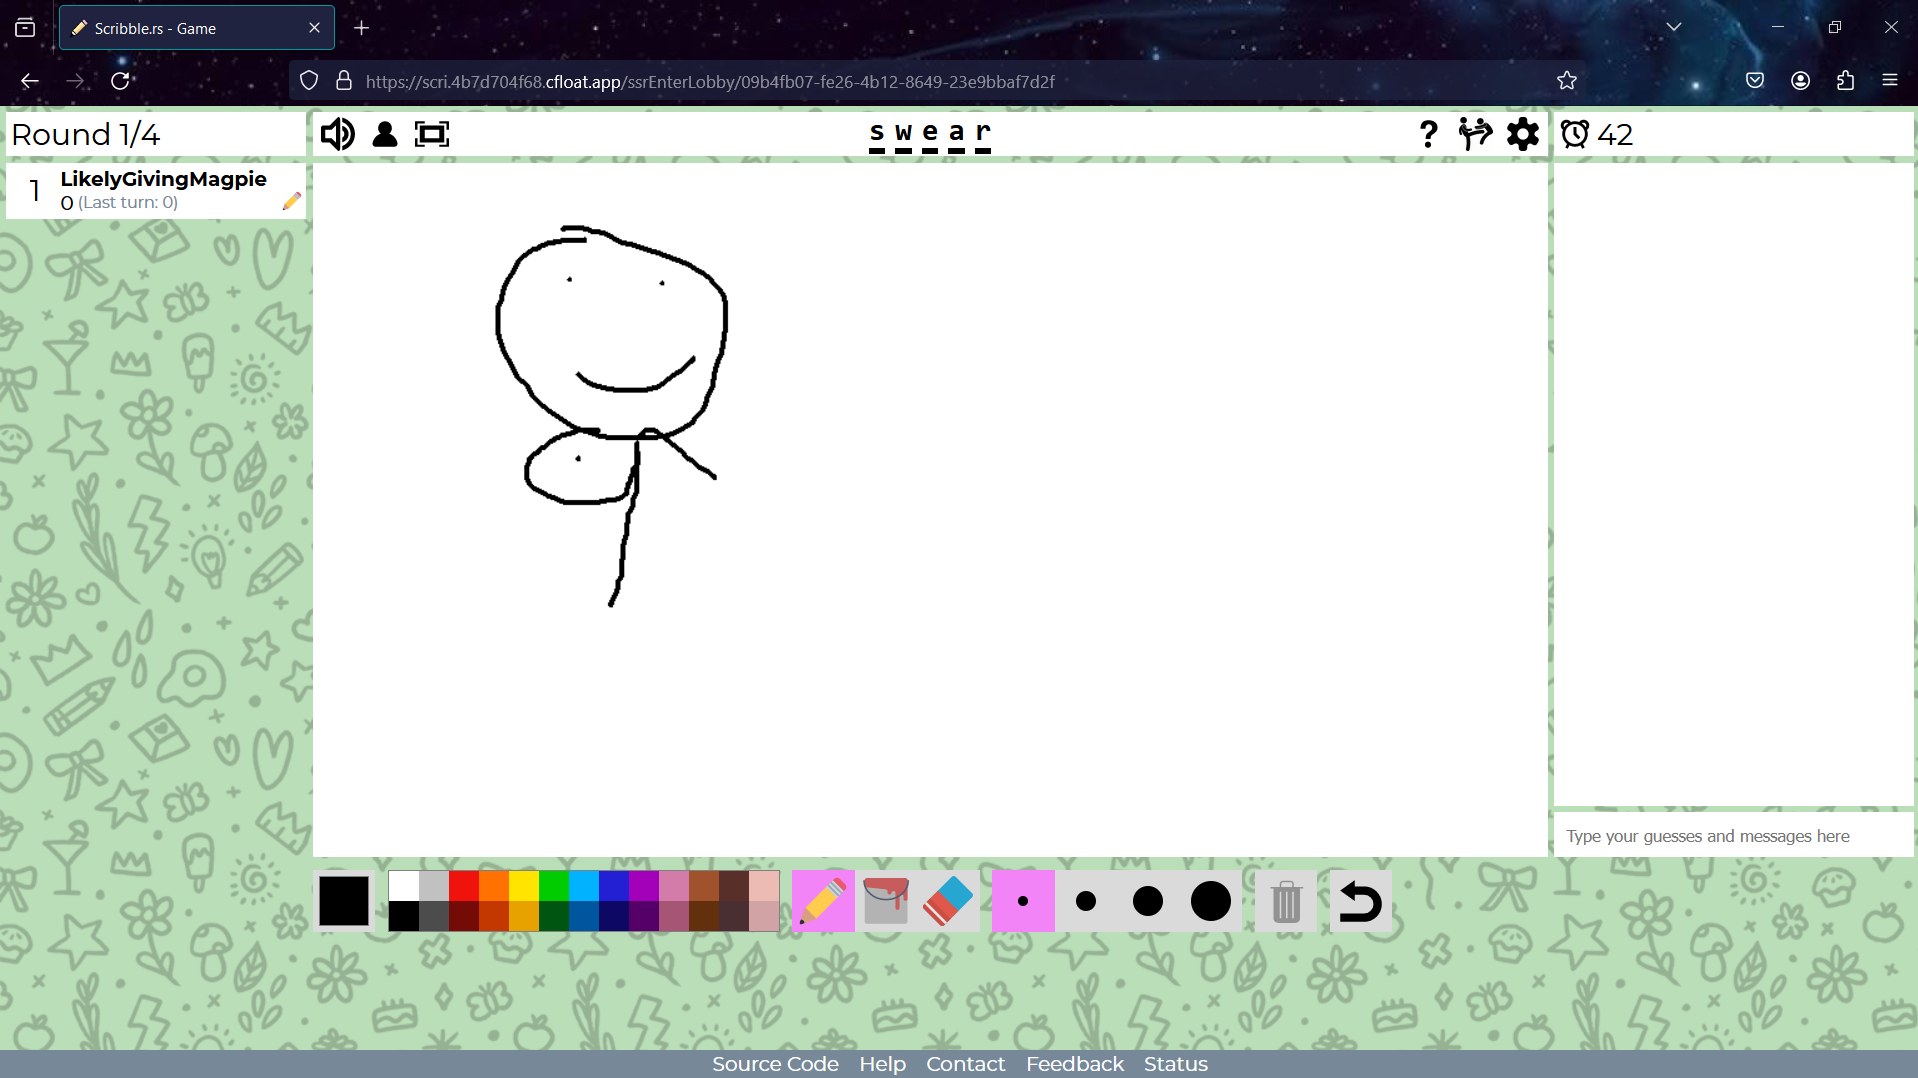 Scribble.rs - Game
https://scri.4b7d704f68.cfloat.app/ssrEnterLobby/09b4fb07-fe26-4b12-8649-23e9bbaf7d2f
Round 1/4
swear
? 42
1 LikelyGivingMagpie
0 (Last turn: 0)
Type your guesses and messages here
Source Code Help Contact Feedback Status